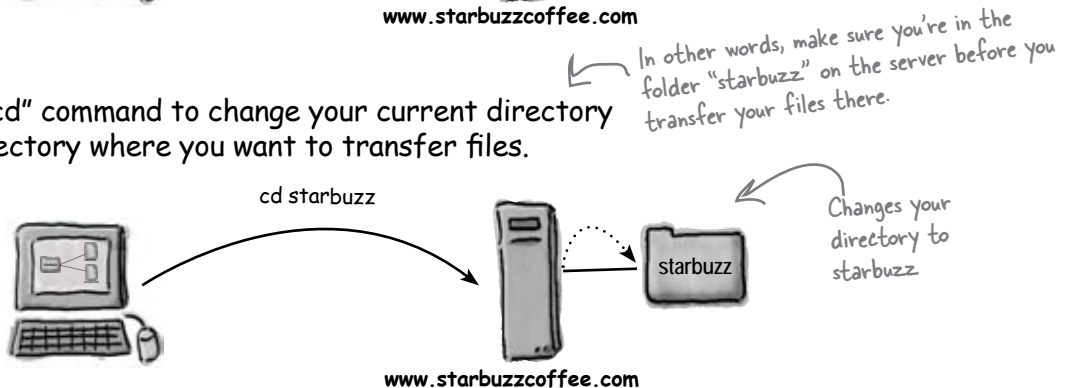 www.starbuzzcoffee.com
In other words, make sure you're in the
folder "starbuzz" on the server before you
transfer your files there.
cd" command to change your current directory
ectory where you want to transfer files.
cd starbuzz
starbuzz
Changes your
directory to
starbuzz
www.starbuzzcoffee.com